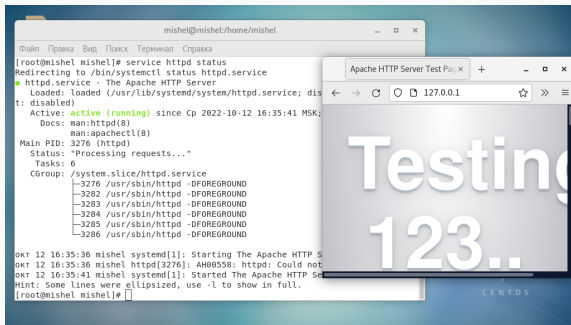 mishel@mishel:/home/mishel
Файл Правка Вид Поиск Терминал Справка
[root@mishel mishel]# service httpd status
Redirecting to /bin/systemctl status httpd.service
● httpd.service - The Apache HTTP Server
Loaded: loaded (/usr/lib/systemd/system/httpd.service; dis
t: disabled)
Active: active (running) since Ср 2022-10-12 16:35:41 MSK;
Docs: man:httpd(8)
man:apachectl(8)
Main PID: 3276 (httpd)
Status: "Processing requests..."
Tasks: 6
CGroup: /system.slice/httpd.service
├─3276 /usr/sbin/httpd -DFOREGROUND
├─3282 /usr/sbin/httpd -DFOREGROUND
├─3283 /usr/sbin/httpd -DFOREGROUND
├─3284 /usr/sbin/httpd -DFOREGROUND
├─3285 /usr/sbin/httpd -DFOREGROUND
└─3286 /usr/sbin/httpd -DFOREGROUND
окт 12 16:35:36 mishel systemd[1]: Starting The Apache HTTP S
окт 12 16:35:36 mishel httpd[3276]: AH00558: httpd: Could not
окт 12 16:35:41 mishel systemd[1]: Started The Apache HTTP Se
Hint: Some lines were ellipsized, use -l to show in full.
[root@mishel mishel]#
Apache HTTP Server Test Pag
127.0.0.1
Testing
123..
CENTOS